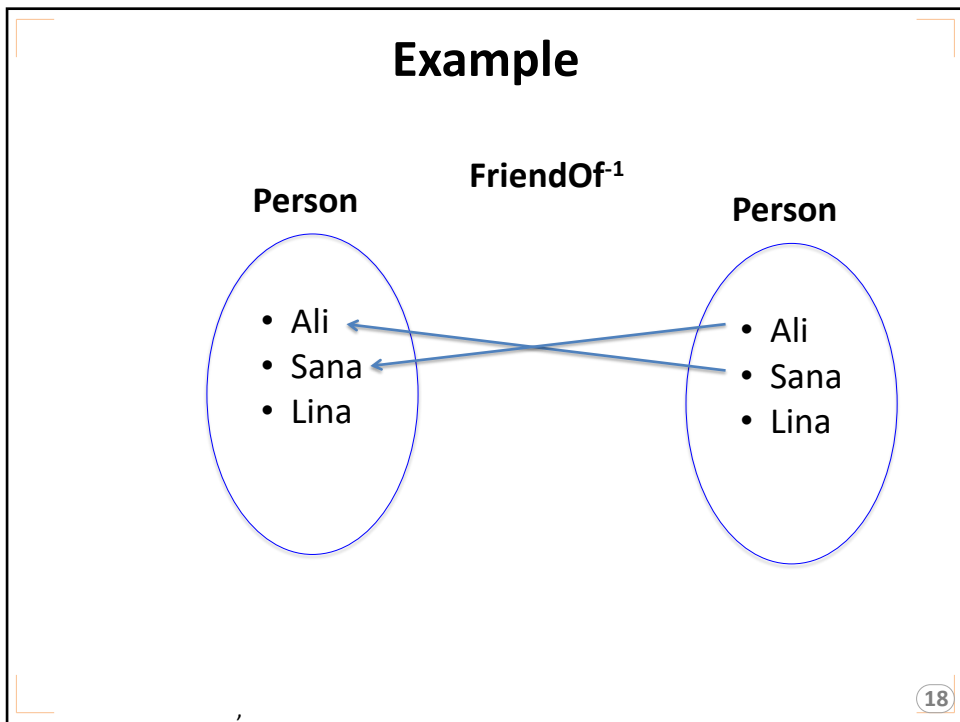 Example
FriendOf⁻¹
Person
Person
• Ali
• Sana
• Lina
• Ali
• Sana
• Lina
,
18